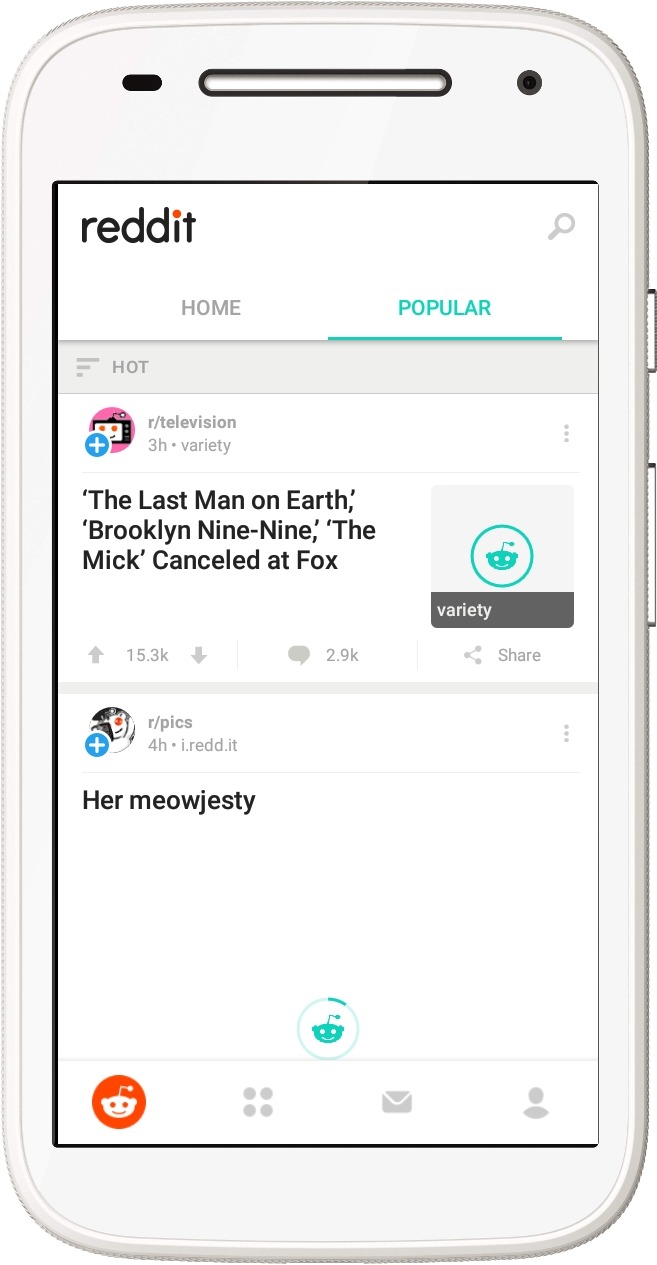 reddit
HOME POPULAR
HOT
r/television
3h • variety
‘The Last Man on Earth,’
‘Brooklyn Nine-Nine,’ ‘The
Mick’ Canceled at Fox
variety
15.3k 2.9k Share
r/pics
4h • i.redd.it
Her meowjesty